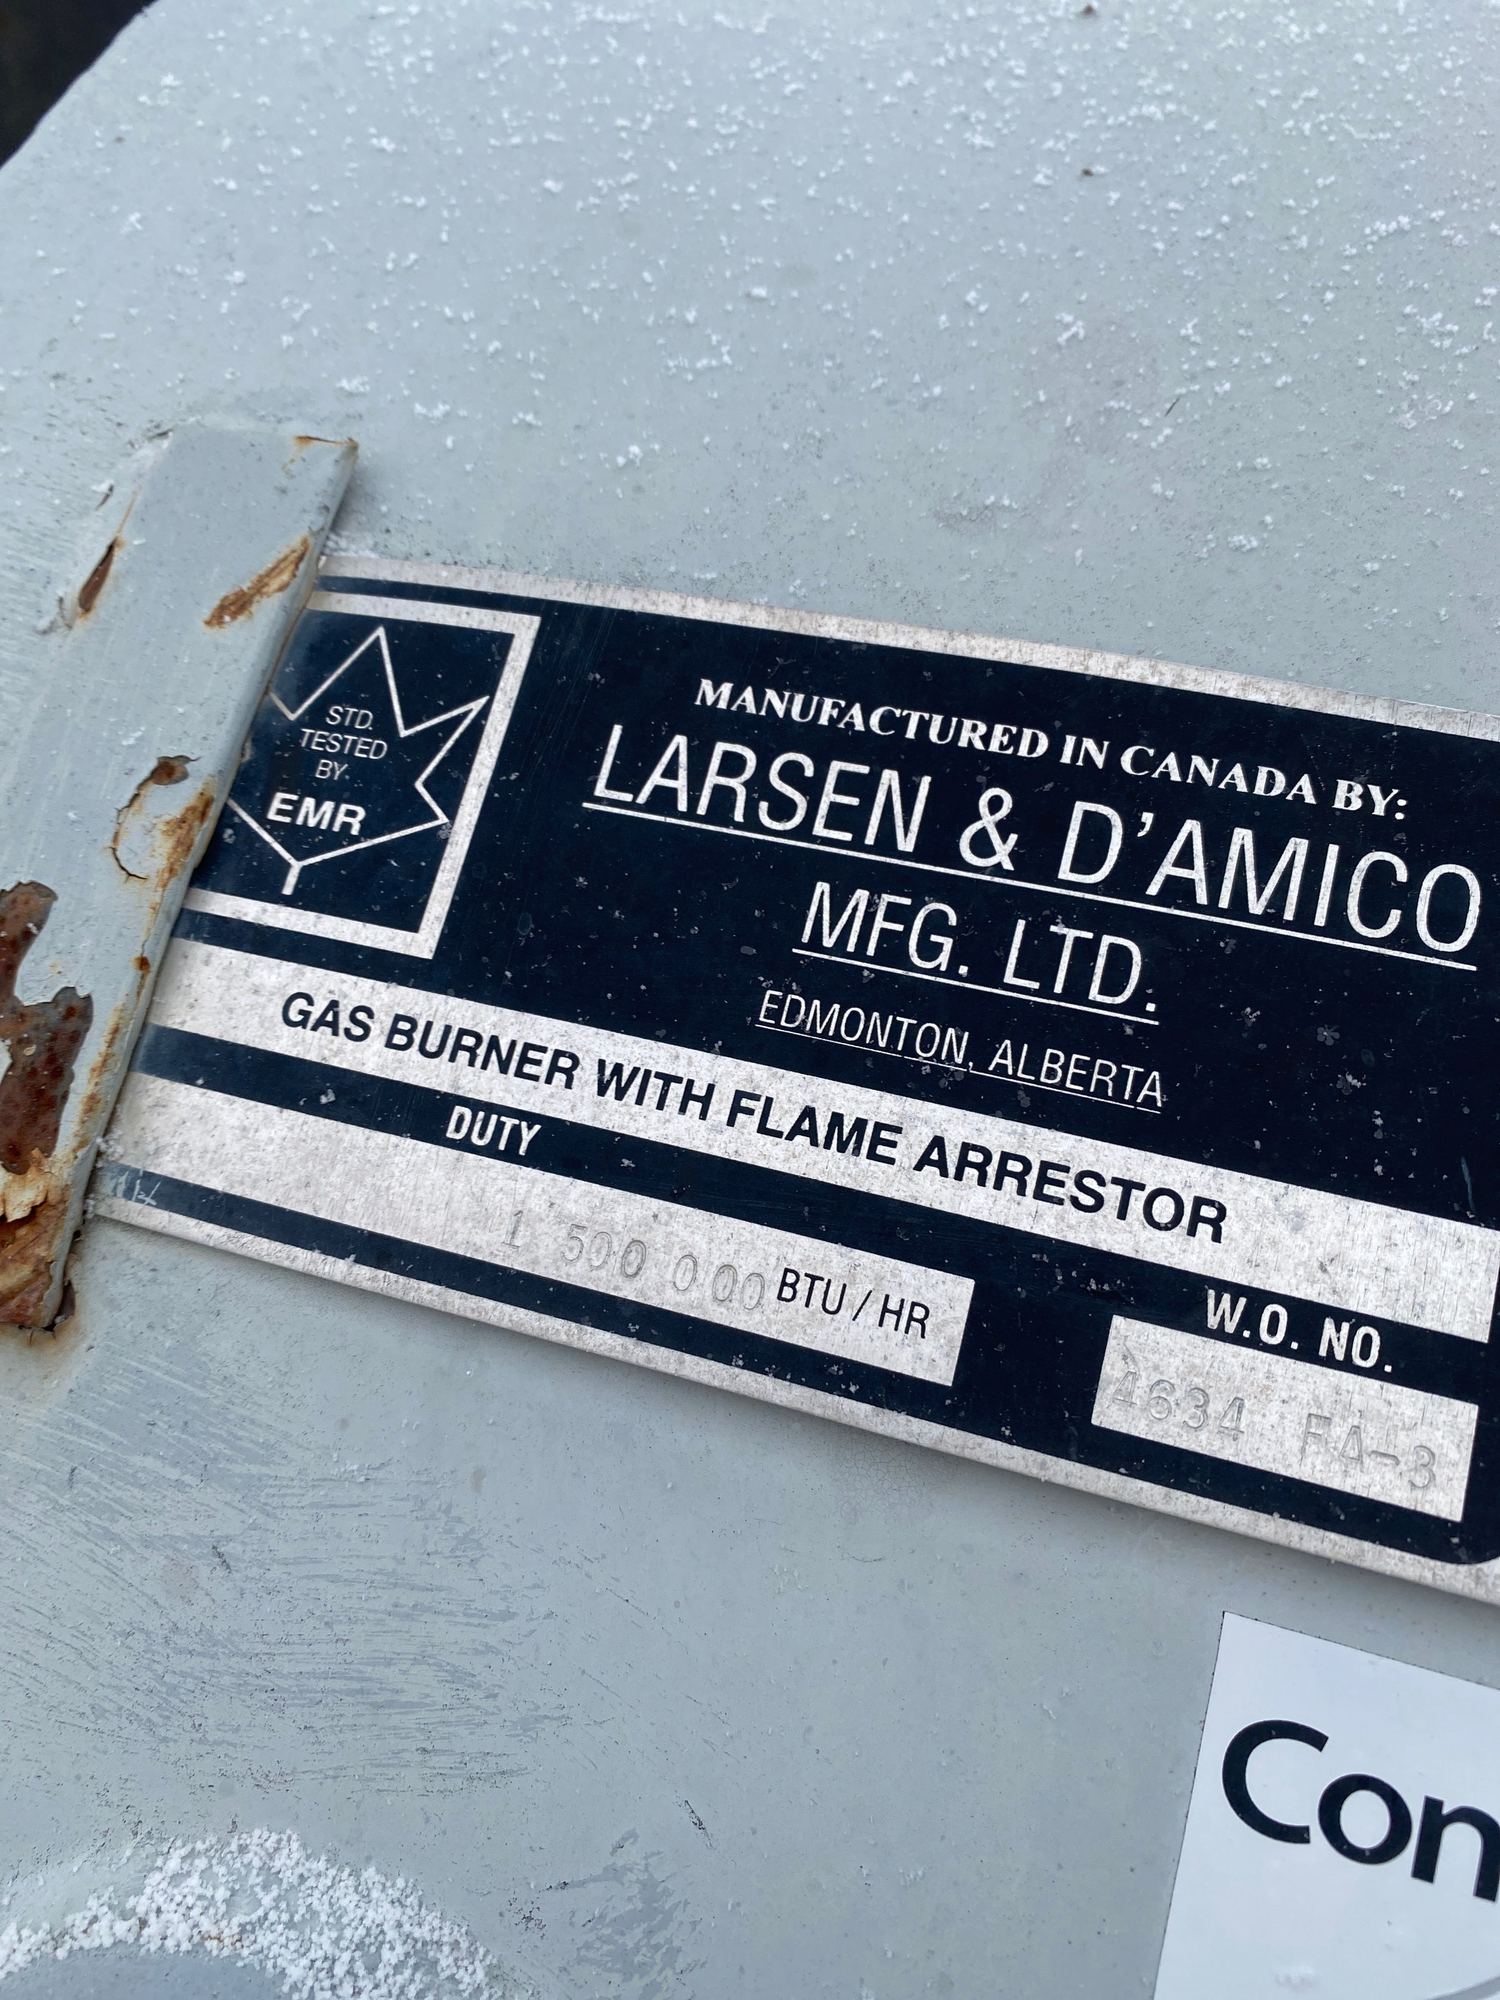 STD.
TESTED
BY
EMR
MANUFACTURED IN CANADA BY:
LARSEN & D'AMICO
MFG. LTD.
EDMONTON, ALBERTA
GAS BURNER WITH FLAME ARRESTOR
DUTY
1 500 000 BTU / HR
W.O. NO.
4634 FA-3
Con